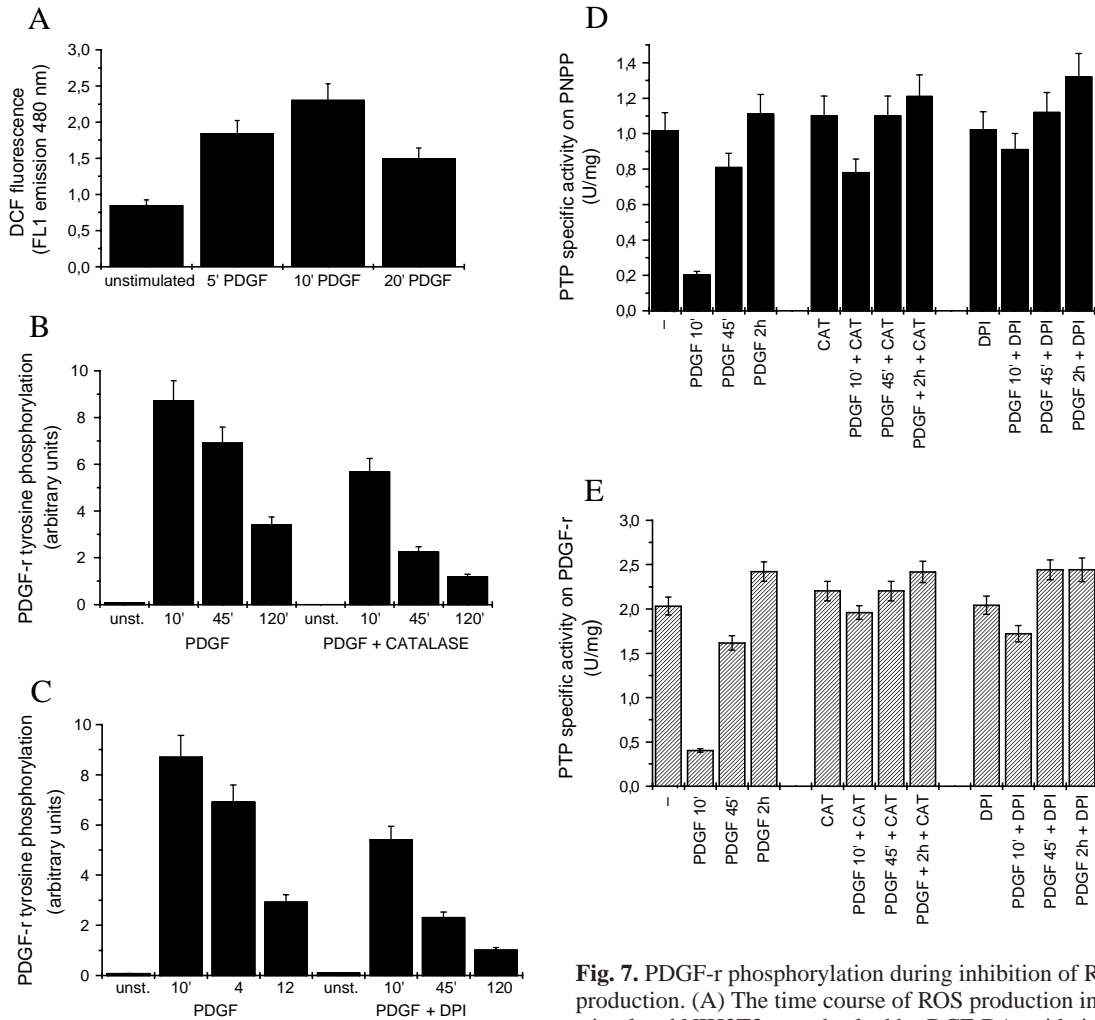 A
DCF fluorescence
(FL1 emission 480 nm)
3,0
2,5
2,0
1,5
1,0
0,5
0,0
unstimulated 5' PDGF 10' PDGF 20' PDGF
B
PDGF-r tyrosine phosphorylation
(arbitrary units)
10
8
6
4
2
0
unst. 10' 45' 120' unst. 10' 45' 120'
PDGF PDGF + CATALASE
C
PDGF-r tyrosine phosphorylation
(arbitrary units)
10
8
6
4
2
0
unst. 10' 4 12 unst. 10' 45' 120
PDGF PDGF + DPI
D
PTP specific activity on PNPP
(U/mg)
1,4
1,2
1,0
0,8
0,6
0,4
0,2
0,0
–
PDGF 10'
PDGF 45'
PDGF 2h
CAT
PDGF 10' + CAT
PDGF 45' + CAT
PDGF + 2h + CAT
DPI
PDGF 10' + DPI
PDGF 45' + DPI
PDGF 2h + DPI
E
PTP specific activity on PDGF-r
(U/mg)
3,0
2,5
2,0
1,5
1,0
0,5
0,0
–
PDGF 10'
PDGF 45'
PDGF 2h
CAT
PDGF 10' + CAT
PDGF 45' + CAT
PDGF + 2h + CAT
DPI
PDGF 10' + DPI
PDGF 45' + DPI
PDGF 2h + DPI
Fig. 7. PDGF-r phosphorylation during inhibition of R
production. (A) The time course of ROS production in